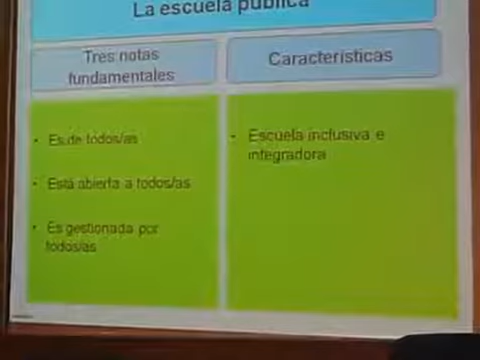 La escuela pública
Tres notas
fundamentales
Características
• Es de todos/as
• Está abierta a todos/as
• Es gestionada por
todos/as
• Escuela inclusiva e
integradora